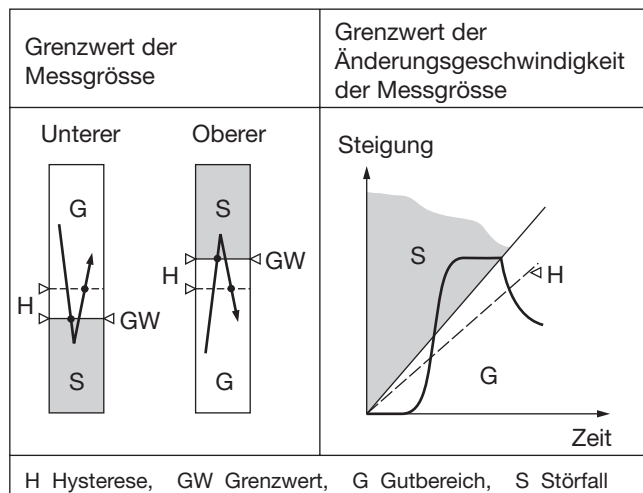 Grenzwert der
Messgrösse
Grenzwert der
Änderungsgeschwindigkeit
der Messgrösse
Unterer
Oberer
G
S
H
GW
S
S
GW
H
G
Steigung
S
H
G
Zeit
H Hysterese, GW Grenzwert, G Gutbereich, S Störfall